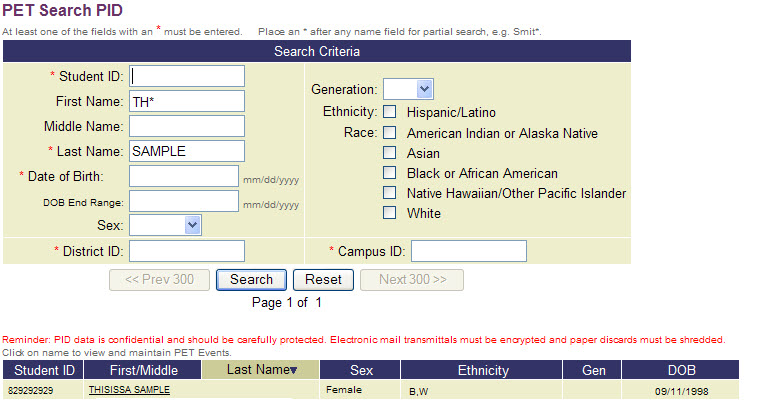 PET Search PID
At least one of the fields with an * must be entered. Place an * after any name field for partial search, e.g. Smit*.
Search Criteria
* Student ID:
First Name: TH*
Middle Name:
* Last Name: SAMPLE
* Date of Birth: mm/dd/yyyy
DOB End Range: mm/dd/yyyy
Sex:
Generation:
Ethnicity: Hispanic/Latino
Race: American Indian or Alaska Native
Asian
Black or African American
Native Hawaiian/Other Pacific Islander
White
* District ID: * Campus ID:
<< Prev 300 Search Reset Next 300 >>
Page 1 of 1
Reminder: PID data is confidential and should be carefully protected. Electronic mail transmittals must be encrypted and paper discards must be shredded.
Click on name to view and maintain PET Events.
Student ID First/Middle Last Name▼ Sex Ethnicity Gen DOB
829292929 THISISSA SAMPLE Female B,W 09/11/1998